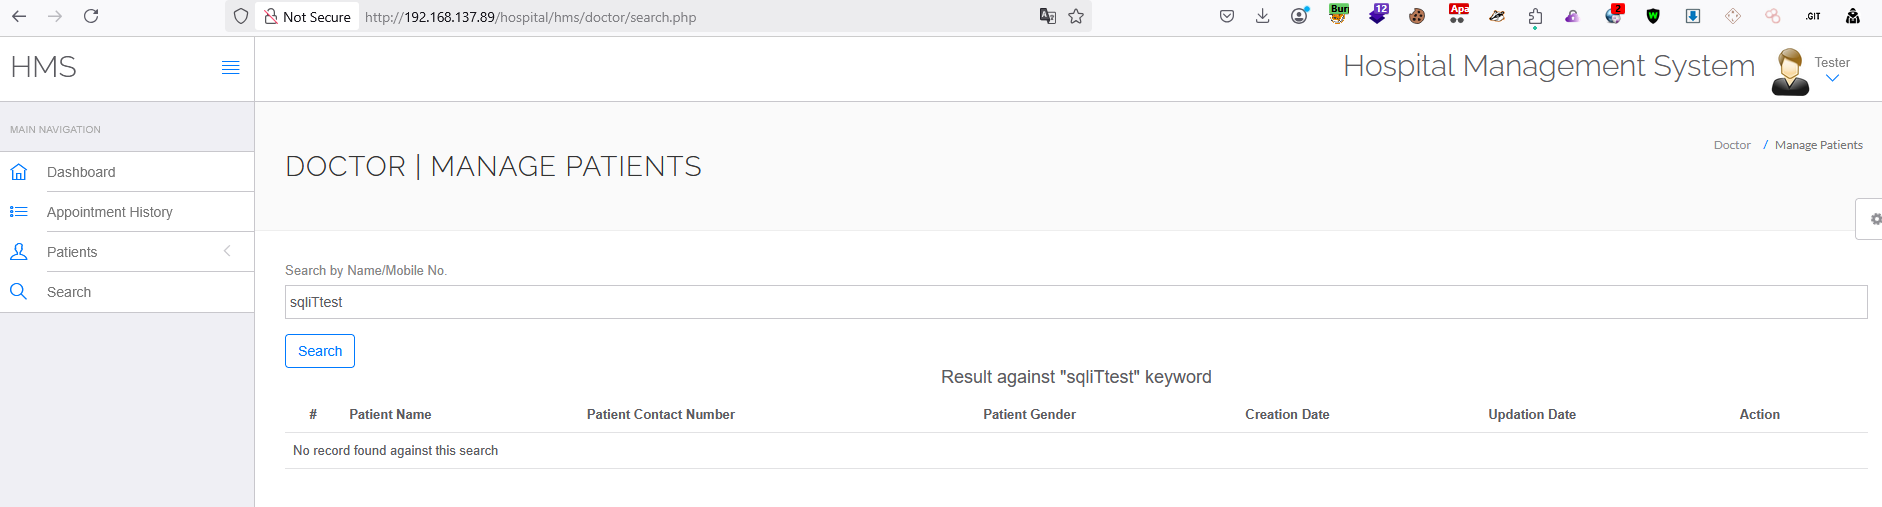 Not Secure http://192.168.137.89/hospital/hms/doctor/search.php
Bur 12 Apa 2 W .GIT
HMS
Hospital Management System
Tester
MAIN NAVIGATION
Dashboard
Appointment History
Patients
Search
DOCTOR | MANAGE PATIENTS
Doctor / Manage Patients
Search by Name/Mobile No.
sqliTtest
Search
Result against "sqliTtest" keyword
# Patient Name Patient Contact Number Patient Gender Creation Date Updation Date Action
No record found against this search